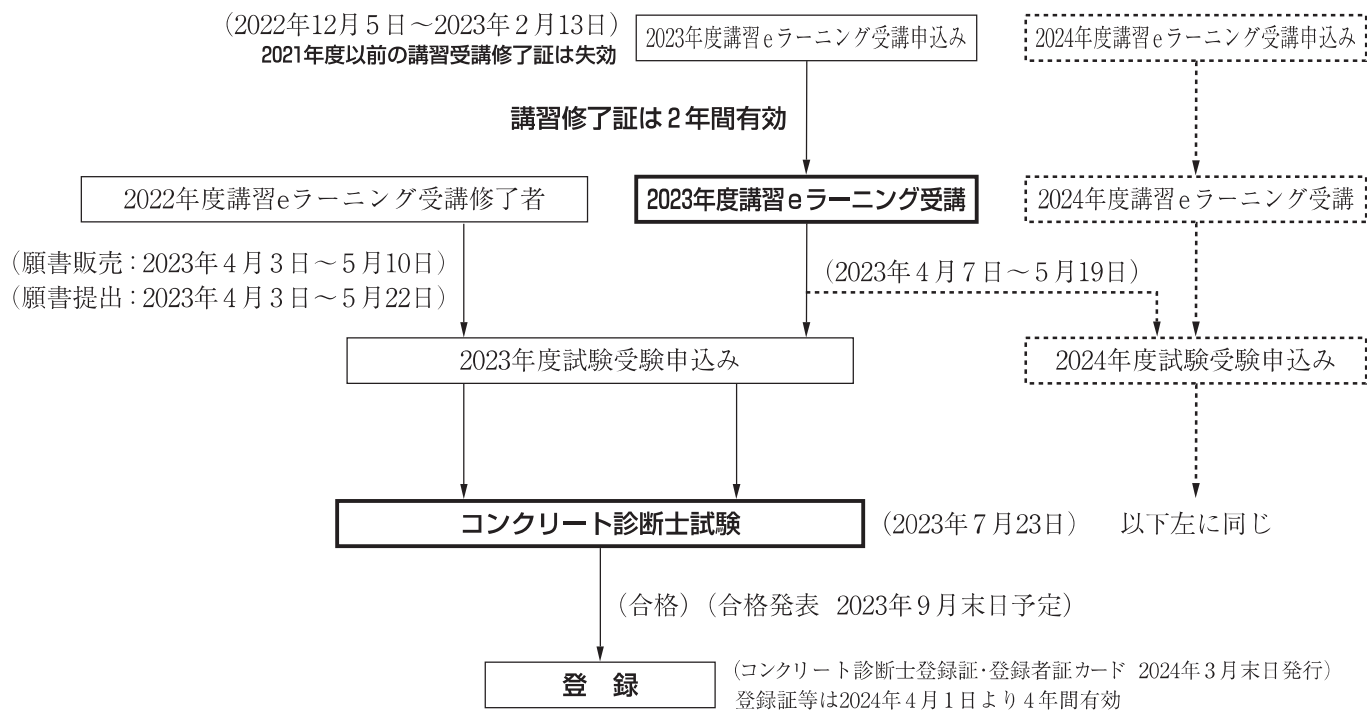 (2022年12月5日~2023年2月13日)
2021年度以前の講習受講修了証は失効
2023年度講習eラーニング受講申込み
2024年度講習eラーニング受講申込み
講習修了証は2年間有効
2022年度講習eラーニング受講修了者
2023年度講習eラーニング受講
2024年度講習eラーニング受講
(願書販売:2023年4月3日~5月10日)
(願書提出:2023年4月3日~5月22日)
(2023年4月7日~5月19日)
2023年度試験受験申込み
2024年度試験受験申込み
コンクリート診断士試験
(2023年7月23日)
以下左に同じ
(合格)(合格発表 2023年9月末日予定)
登 録
(コンクリート診断士登録証・登録者証カード 2024年3月末日発行)
登録証等は2024年4月1日より4年間有効